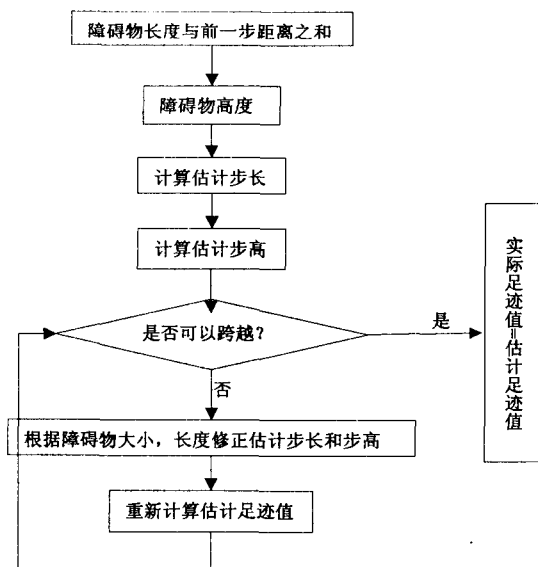 障碍物长度与前一步距离之和
障碍物高度
计算估计步长
计算估计步高
是否可以跨越？
是
实际足迹值=估计足迹值
否
根据障碍物大小，长度修正估计步长和步高
重新计算估计足迹值